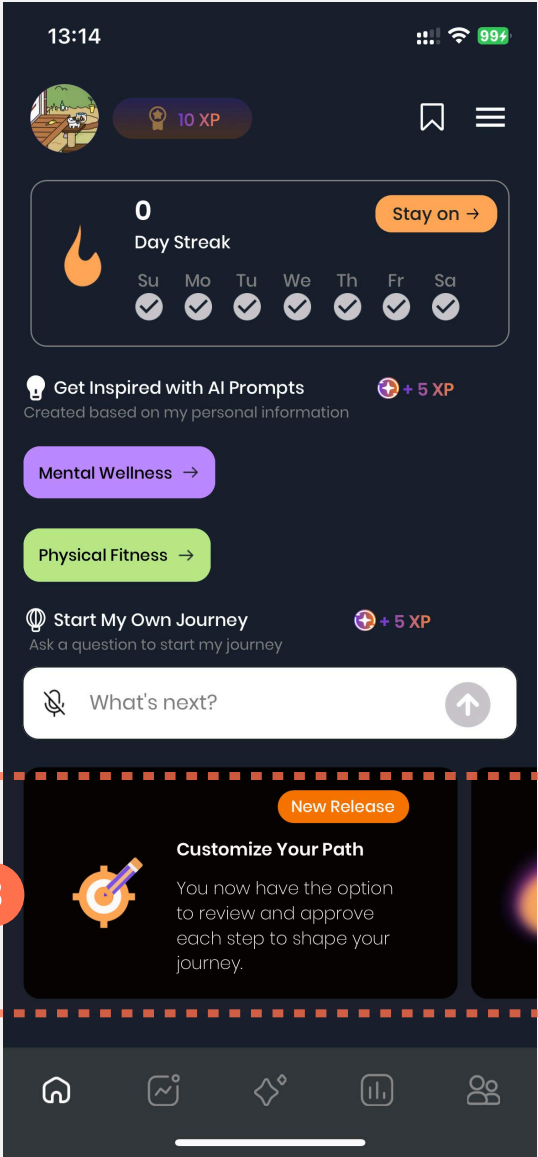 13:14
99
10 XP
0
Stay on →
Day Streak
Su Mo Tu We Th Fr Sa
Get Inspired with AI Prompts + 5 XP
Created based on my personal information
Mental Wellness →
Physical Fitness →
Start My Own Journey + 5 XP
Ask a question to start my journey
What's next?
New Release
Customize Your Path
You now have the option
to review and approve
each step to shape your
journey.